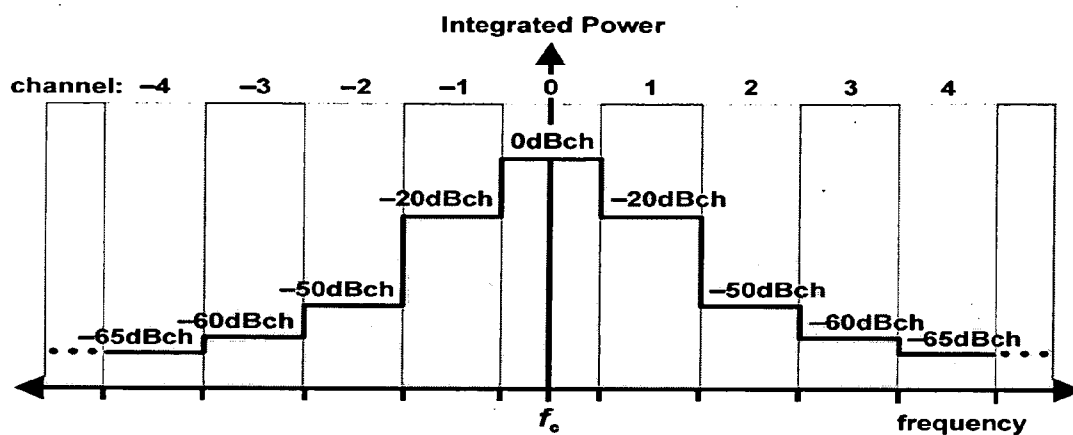 Integrated Power
channel: –4 –3 –2 –1 0 1 2 3 4
0dBch
–20dBch –20dBch
–50dBch –50dBch
–60dBch –60dBch
–65dBch –65dBch
fc frequency